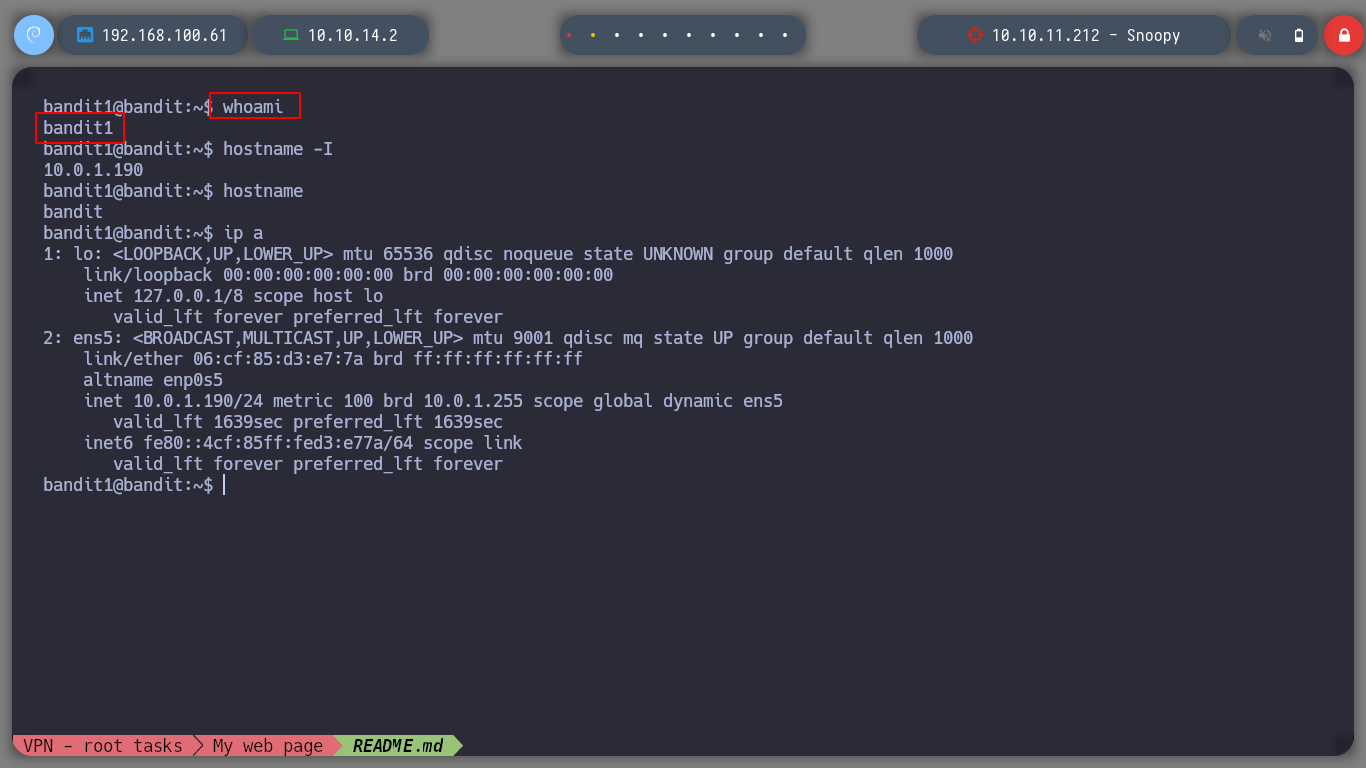 192.168.100.61 10.10.14.2 10.10.11.212 - Snoopy
bandit1@bandit:~$ whoami
bandit1
bandit1@bandit:~$ hostname -I
10.0.1.190
bandit1@bandit:~$ hostname
bandit
bandit1@bandit:~$ ip a
1: lo: <LOOPBACK,UP,LOWER_UP> mtu 65536 qdisc noqueue state UNKNOWN group default qlen 1000
    link/loopback 00:00:00:00:00:00 brd 00:00:00:00:00:00
    inet 127.0.0.1/8 scope host lo
       valid_lft forever preferred_lft forever
2: ens5: <BROADCAST,MULTICAST,UP,LOWER_UP> mtu 9001 qdisc mq state UP group default qlen 1000
    link/ether 06:cf:85:d3:e7:7a brd ff:ff:ff:ff:ff:ff
    altname enp0s5
    inet 10.0.1.190/24 metric 100 brd 10.0.1.255 scope global dynamic ens5
       valid_lft 1639sec preferred_lft 1639sec
    inet6 fe80::4cf:85ff:fed3:e77a/64 scope link
       valid_lft forever preferred_lft forever
bandit1@bandit:~$
VPN - root tasks My web page README.md